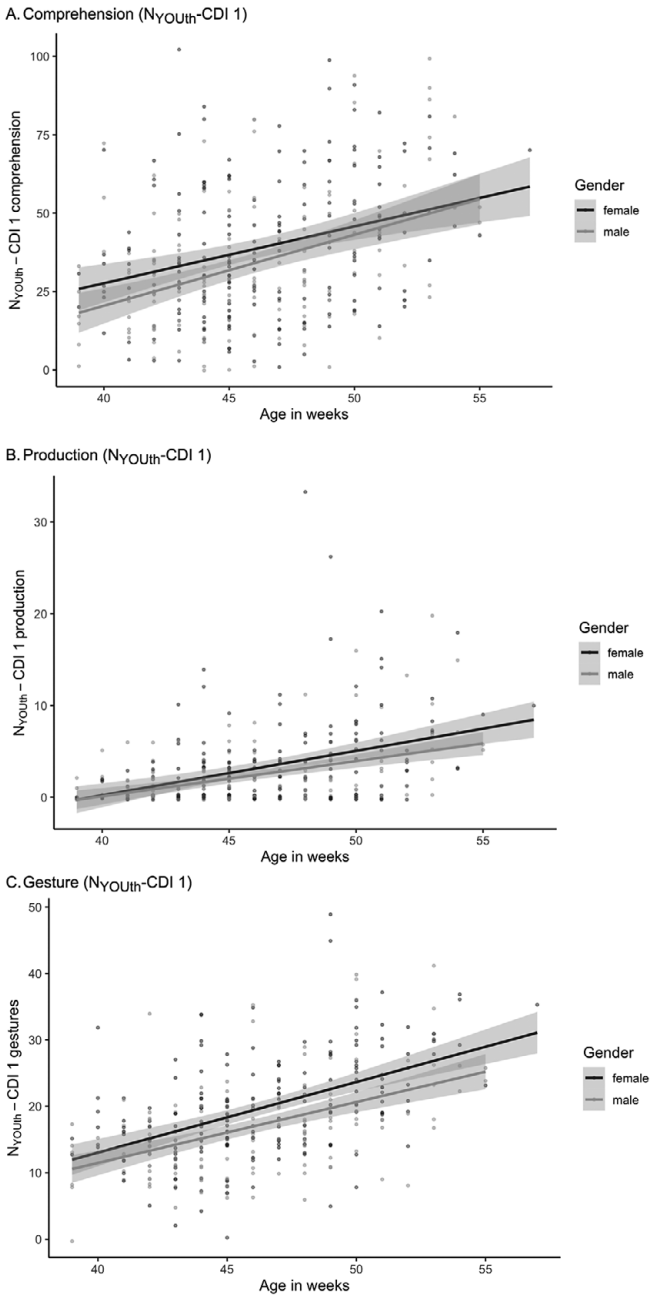 A. Comprehension (NYOUth-CDI 1)
NYOUth – CDI 1 comprehension
100
75
50
25
0
40 45 50 55
Age in weeks
Gender
female
male
B. Production (NYOUth-CDI 1)
NYOUth – CDI 1 production
30
20
10
0
40 45 50 55
Age in weeks
Gender
female
male
C. Gesture (NYOUth-CDI 1)
NYOUth – CDI 1 gestures
50
40
30
20
10
0
40 45 50 55
Age in weeks
Gender
female
male